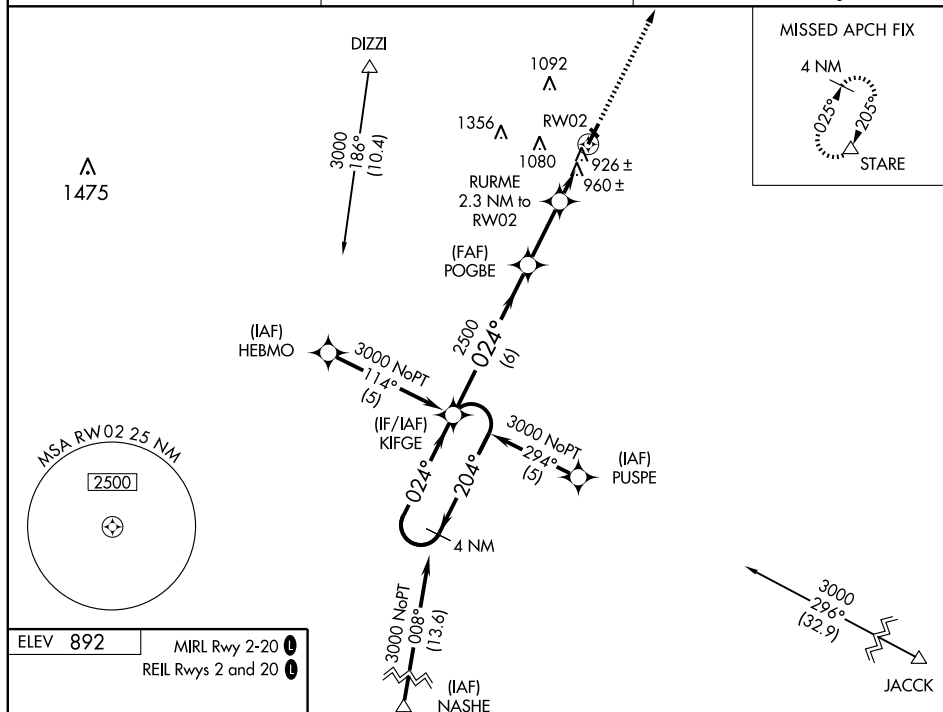 MISSED APCH FIX
4 NM
025°
205°
STARE
DIZZI
3000
186°
(10.4)
1092
1356
RW02
1080
926 ±
960 ±
1475
RURME
2.3 NM to
RW02
(FAF)
POGBE
2500
024°
(6)
(IAF)
HEBMO
3000 NoPT
114°
(5)
(IF/IAF)
KIFGE
3000 NoPT
294°
(5)
(IAF)
PUSPE
024°
204°
4 NM
MSA RW02 25 NM
2500
3000 NoPT
008°
(13.6)
(IAF)
NASHE
3000
296°
(32.9)
JACCK
ELEV 892
MIRL Rwy 2-20 L
REIL Rwys 2 and 20 L